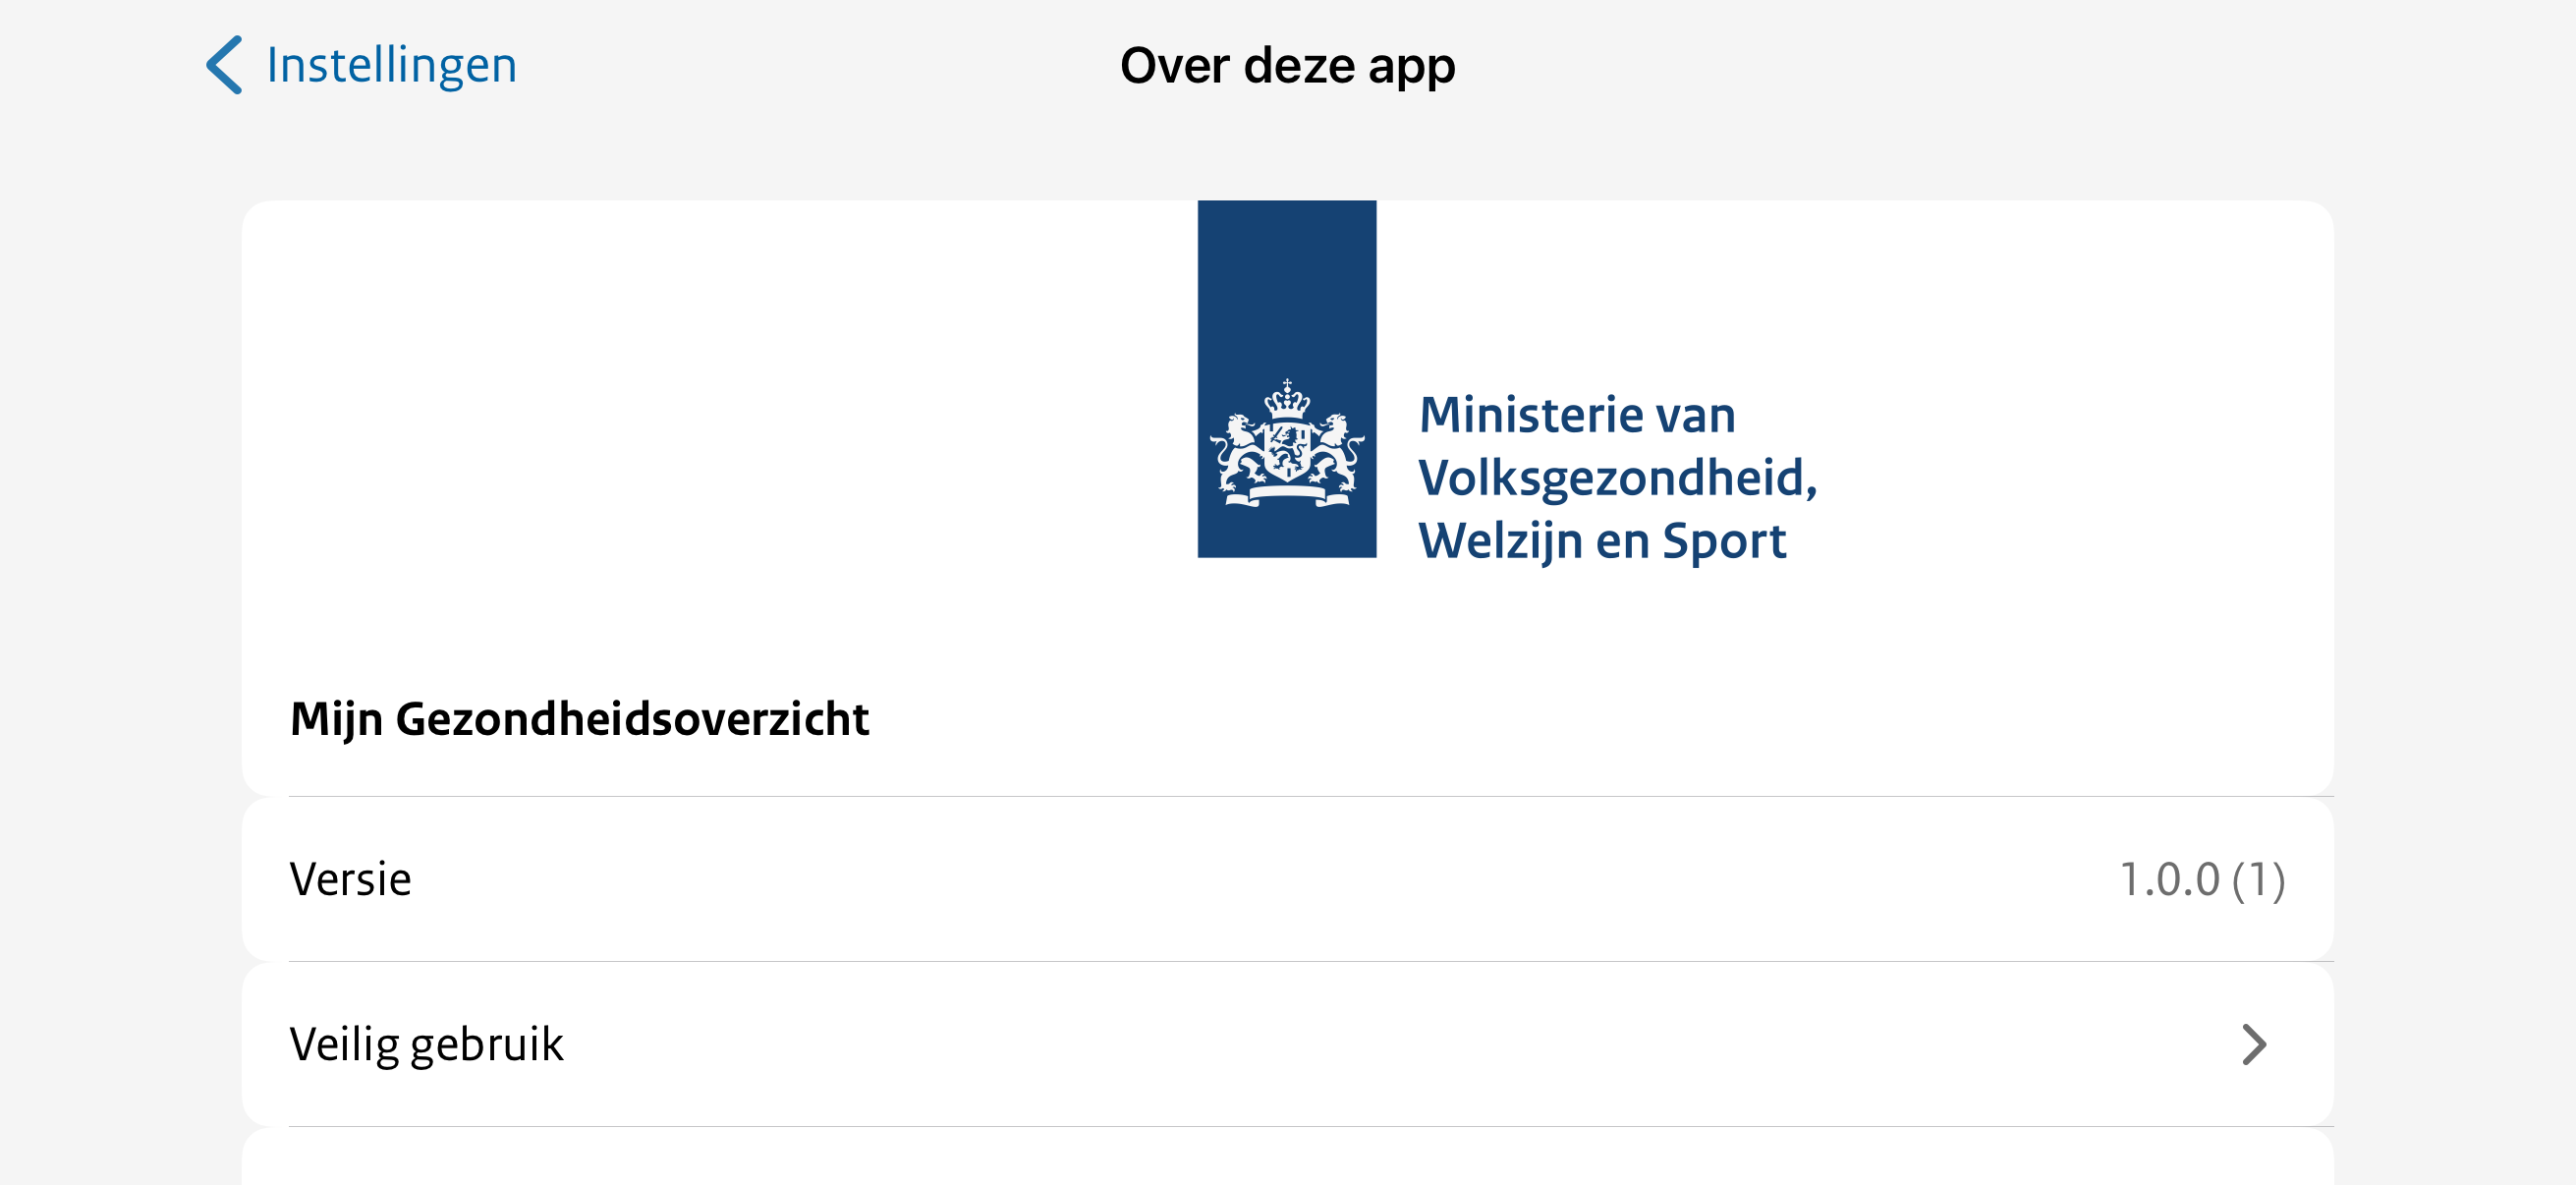 Instellingen
Over deze app
Ministerie van
Volksgezondheid,
Welzijn en Sport
Mijn Gezondheidsoverzicht
Versie
1.0.0 (1)
Veilig gebruik